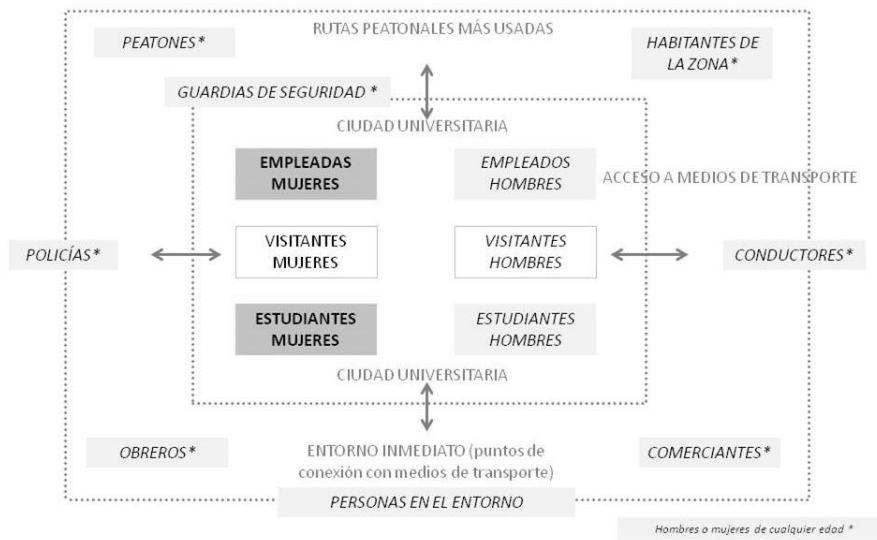 RUTAS PEATONALES MÁS USADAS
PEATONES *
HABITANTES DE
LA ZONA *
GUARDIAS DE SEGURIDAD *
CIUDAD UNIVERSITARIA
EMPLEADAS
MUJERES
EMPLEADOS
HOMBRES
ACCESO A MEDIOS DE TRANSPORTE
POLICÍAS *
VISITANTES
MUJERES
VISITANTES
HOMBRES
CONDUCTORES *
ESTUDIANTES
MUJERES
ESTUDIANTES
HOMBRES
CIUDAD UNIVERSITARIA
OBREROS *
ENTORNO INMEDIATO (puntos de
conexión con medios de transporte)
COMERCIANTES *
PERSONAS EN EL ENTORNO
Hombres o mujeres de cualquier edad *